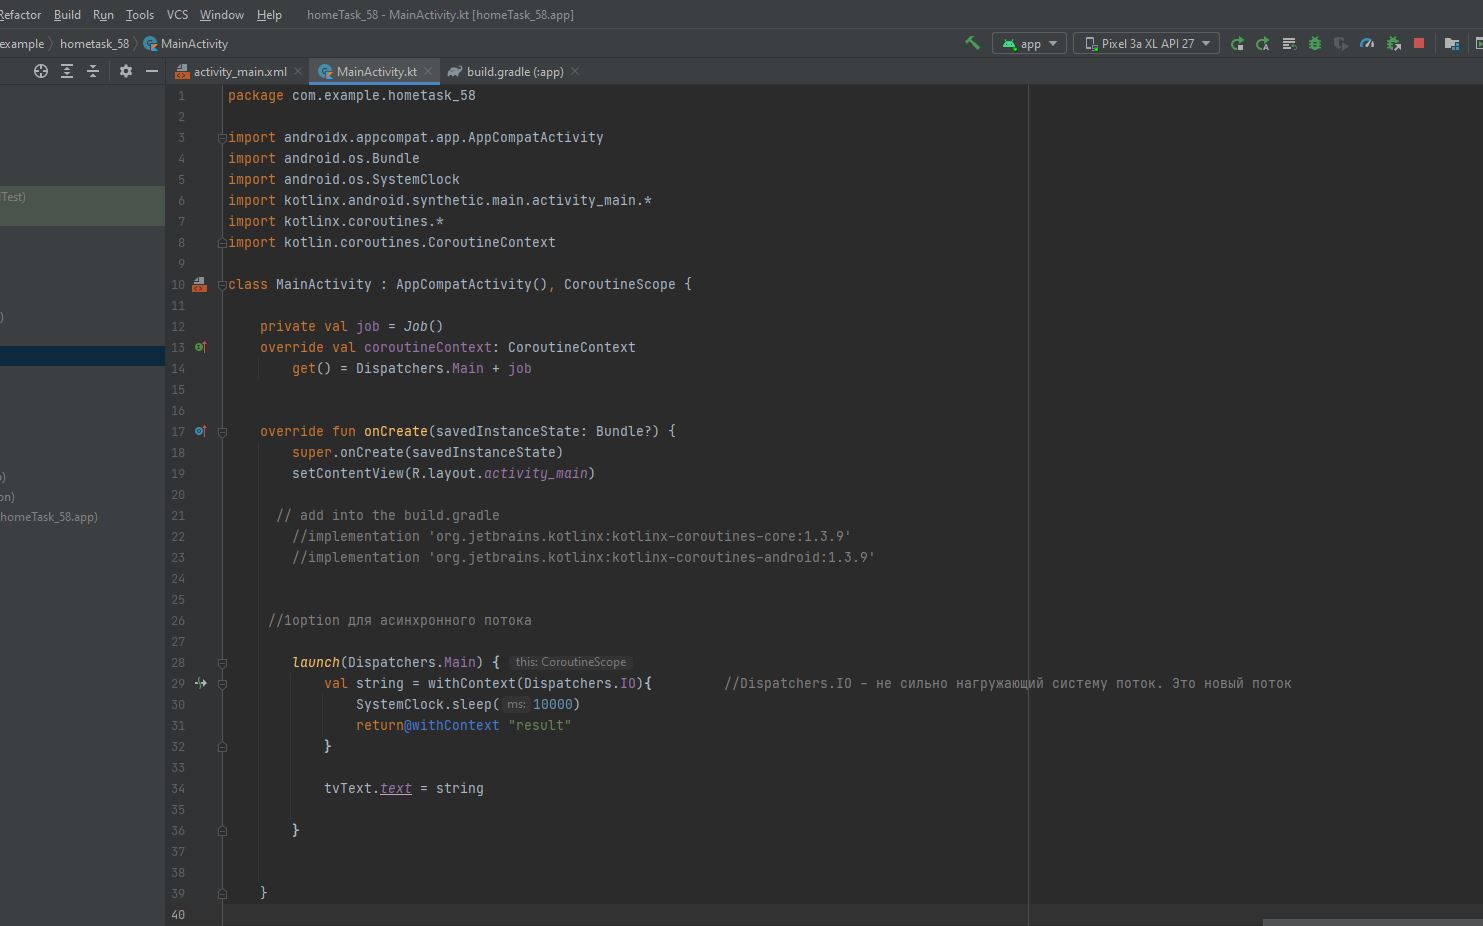 Refactor Build Run Tools VCS Window Help homeTask_58 - MainActivity.kt [homeTask_58.app]
example hometask_58 MainActivity app Pixel 3a XL API 27
activity_main.xml MainActivity.kt build.gradle (:app)
Test)
)
)
on)
homeTask_58.app)
1 package com.example.hometask_58
2
3 import androidx.appcompat.app.AppCompatActivity
4 import android.os.Bundle
5 import android.os.SystemClock
6 import kotlinx.android.synthetic.main.activity_main.*
7 import kotlinx.coroutines.*
8 import kotlin.coroutines.CoroutineContext
9
10 class MainActivity : AppCompatActivity(), CoroutineScope {
11
12 private val job = Job()
13 override val coroutineContext: CoroutineContext
14 get() = Dispatchers.Main + job
15
16
17 override fun onCreate(savedInstanceState: Bundle?) {
18 super.onCreate(savedInstanceState)
19 setContentView(R.layout.activity_main)
20
21 // add into the build.gradle
22 //implementation 'org.jetbrains.kotlinx:kotlinx-coroutines-core:1.3.9'
23 //implementation 'org.jetbrains.kotlinx:kotlinx-coroutines-android:1.3.9'
24
25
26 //1option для асинхронного потока
27
28 launch(Dispatchers.Main) { this: CoroutineScope
29 val string = withContext(Dispatchers.IO){ //Dispatchers.IO - не сильно нагружающий систему поток. Это новый поток
30 SystemClock.sleep( ms: 10000)
31 return@withContext "result"
32 }
33
34 tvText.text = string
35
36 }
37
38
39 }
40